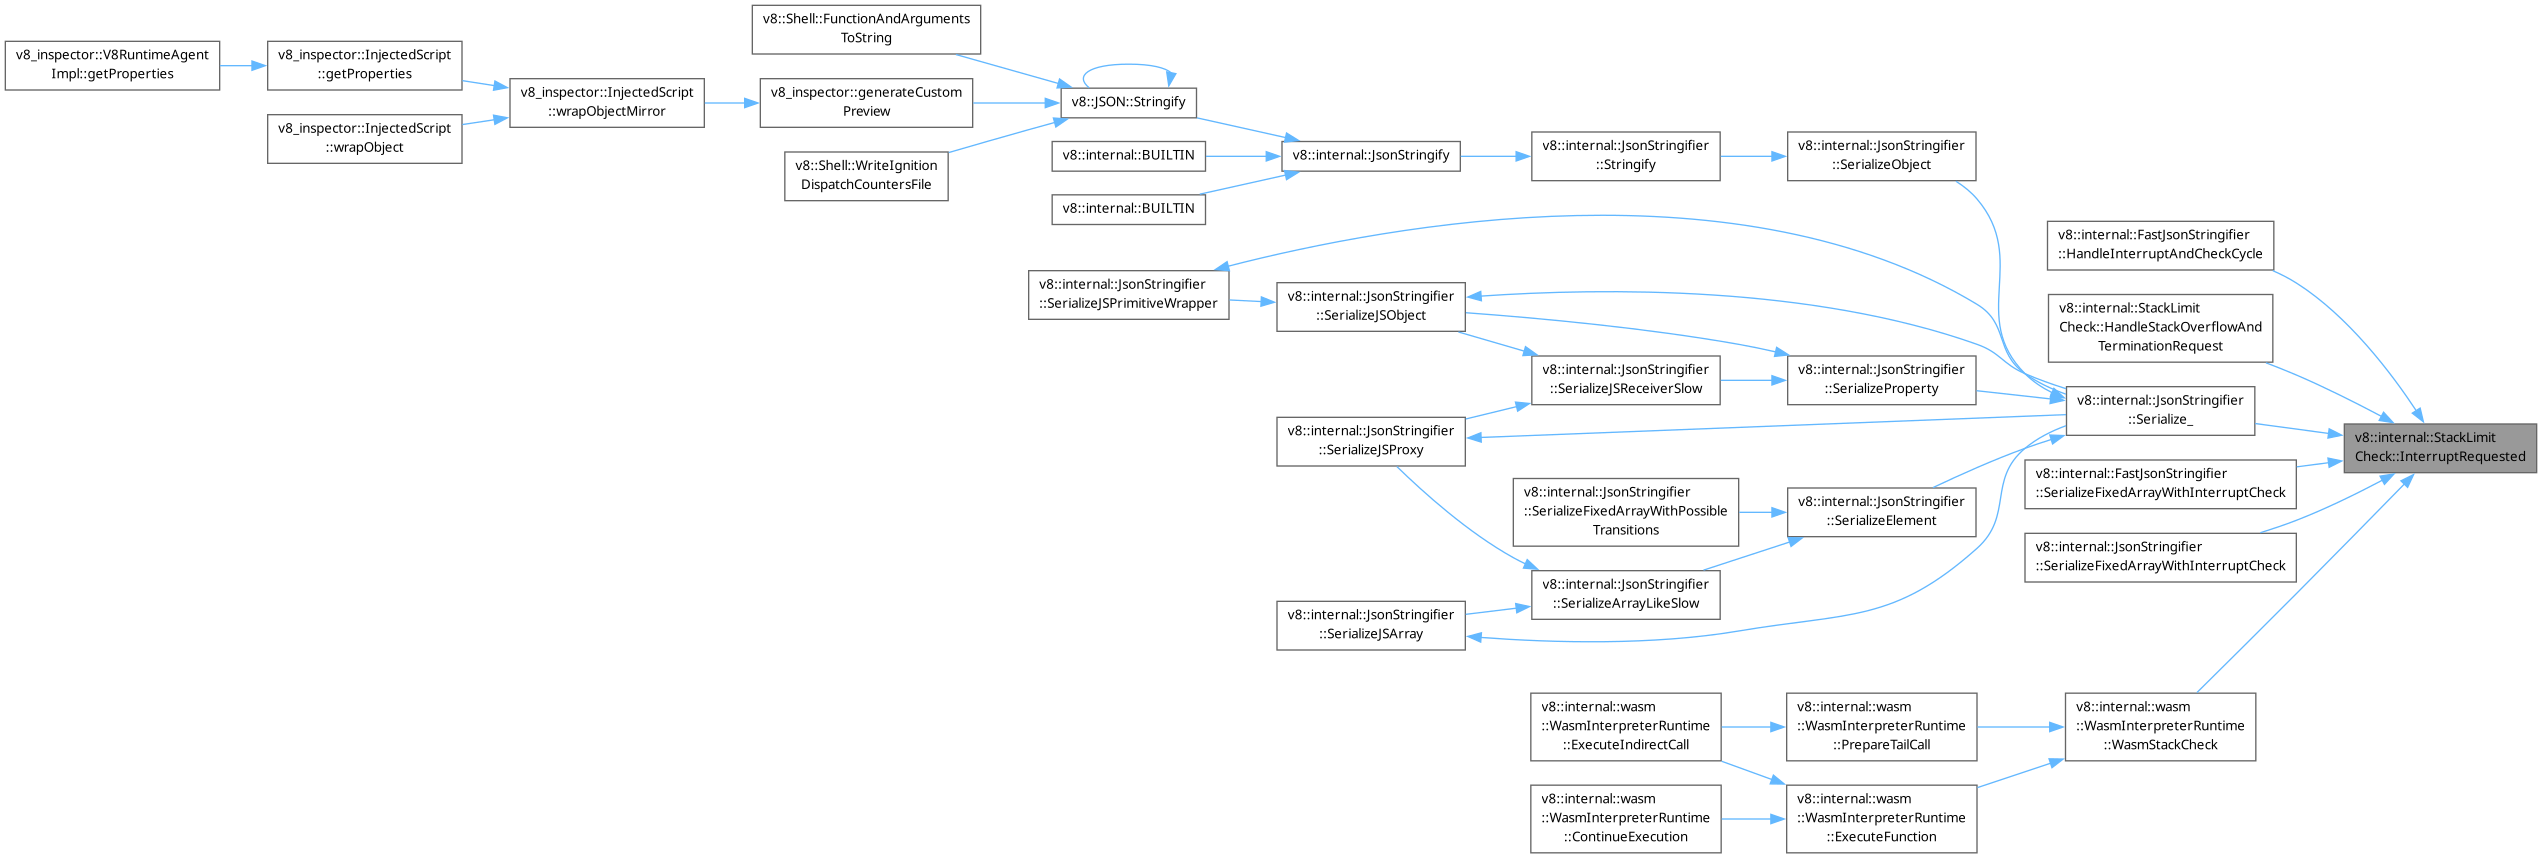 v8_inspector::V8RuntimeAgent
Impl::getProperties
v8_inspector::InjectedScript
::getProperties
v8_inspector::InjectedScript
::wrapObject
v8_inspector::InjectedScript
::wrapObjectMirror
v8::Shell::FunctionAndArguments
ToString
v8_inspector::generateCustom
Preview
v8::Shell::WriteIgnition
DispatchCountersFile
v8::JSON::Stringify
v8::internal::BUILTIN
v8::internal::BUILTIN
v8::internal::JsonStringify
v8::internal::JsonStringifier
::Stringify
v8::internal::JsonStringifier
::SerializeObject
v8::internal::JsonStringifier
::SerializeJSPrimitiveWrapper
v8::internal::JsonStringifier
::SerializeJSObject
v8::internal::JsonStringifier
::SerializeJSReceiverSlow
v8::internal::JsonStringifier
::SerializeProperty
v8::internal::JsonStringifier
::SerializeJSProxy
v8::internal::JsonStringifier
::SerializeFixedArrayWithPossible
Transitions
v8::internal::JsonStringifier
::SerializeElement
v8::internal::JsonStringifier
::SerializeArrayLikeSlow
v8::internal::JsonStringifier
::SerializeJSArray
v8::internal::FastJsonStringifier
::HandleInterruptAndCheckCycle
v8::internal::StackLimit
Check::HandleStackOverflowAnd
TerminationRequest
v8::internal::JsonStringifier
::Serialize_
v8::internal::StackLimit
Check::InterruptRequested
v8::internal::FastJsonStringifier
::SerializeFixedArrayWithInterruptCheck
v8::internal::JsonStringifier
::SerializeFixedArrayWithInterruptCheck
v8::internal::wasm
::WasmInterpreterRuntime
::ExecuteIndirectCall
v8::internal::wasm
::WasmInterpreterRuntime
::PrepareTailCall
v8::internal::wasm
::WasmInterpreterRuntime
::WasmStackCheck
v8::internal::wasm
::WasmInterpreterRuntime
::ContinueExecution
v8::internal::wasm
::WasmInterpreterRuntime
::ExecuteFunction